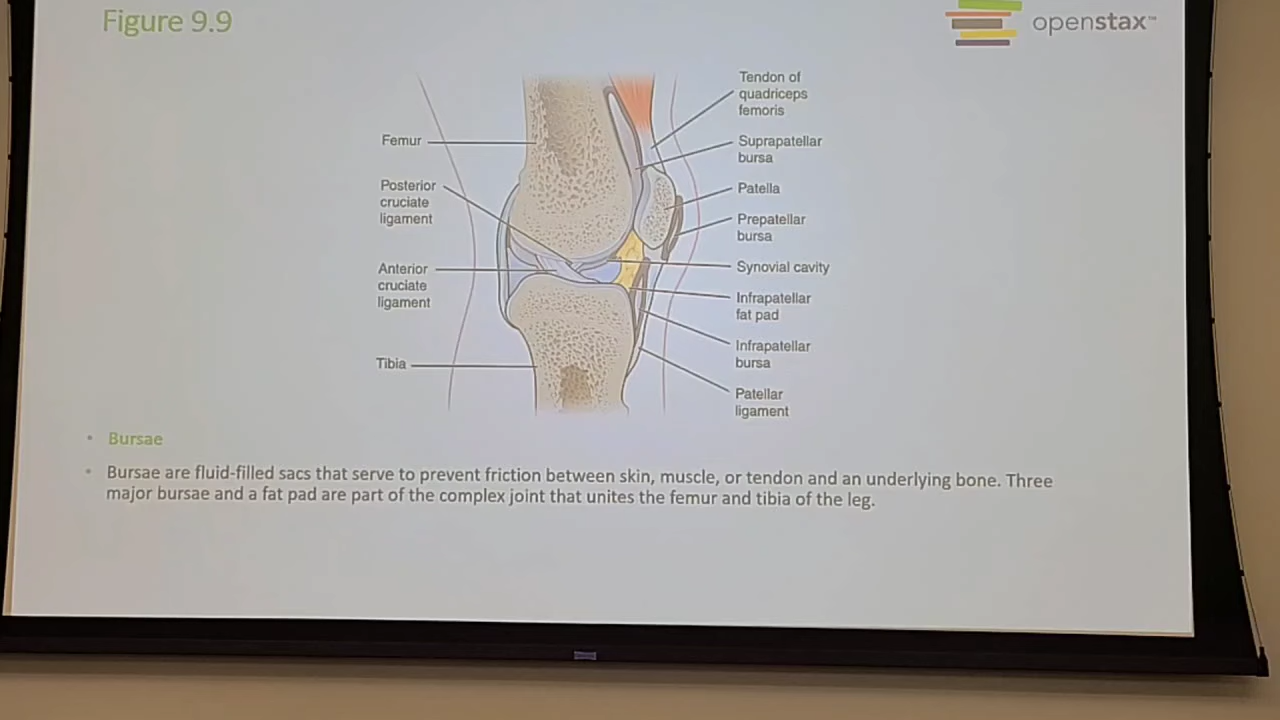 Figure 9.9
openstax™
Tendon of
quadriceps
femoris
Femur
Suprapatellar
bursa
Posterior
cruciate
ligament
Patella
Prepatellar
bursa
Anterior
cruciate
ligament
Synovial cavity
Infrapatellar
fat pad
Infrapatellar
bursa
Tibia
Patellar
ligament
• Bursae
• Bursae are fluid-filled sacs that serve to prevent friction between skin, muscle, or tendon and an underlying bone. Three
major bursae and a fat pad are part of the complex joint that unites the femur and tibia of the leg.